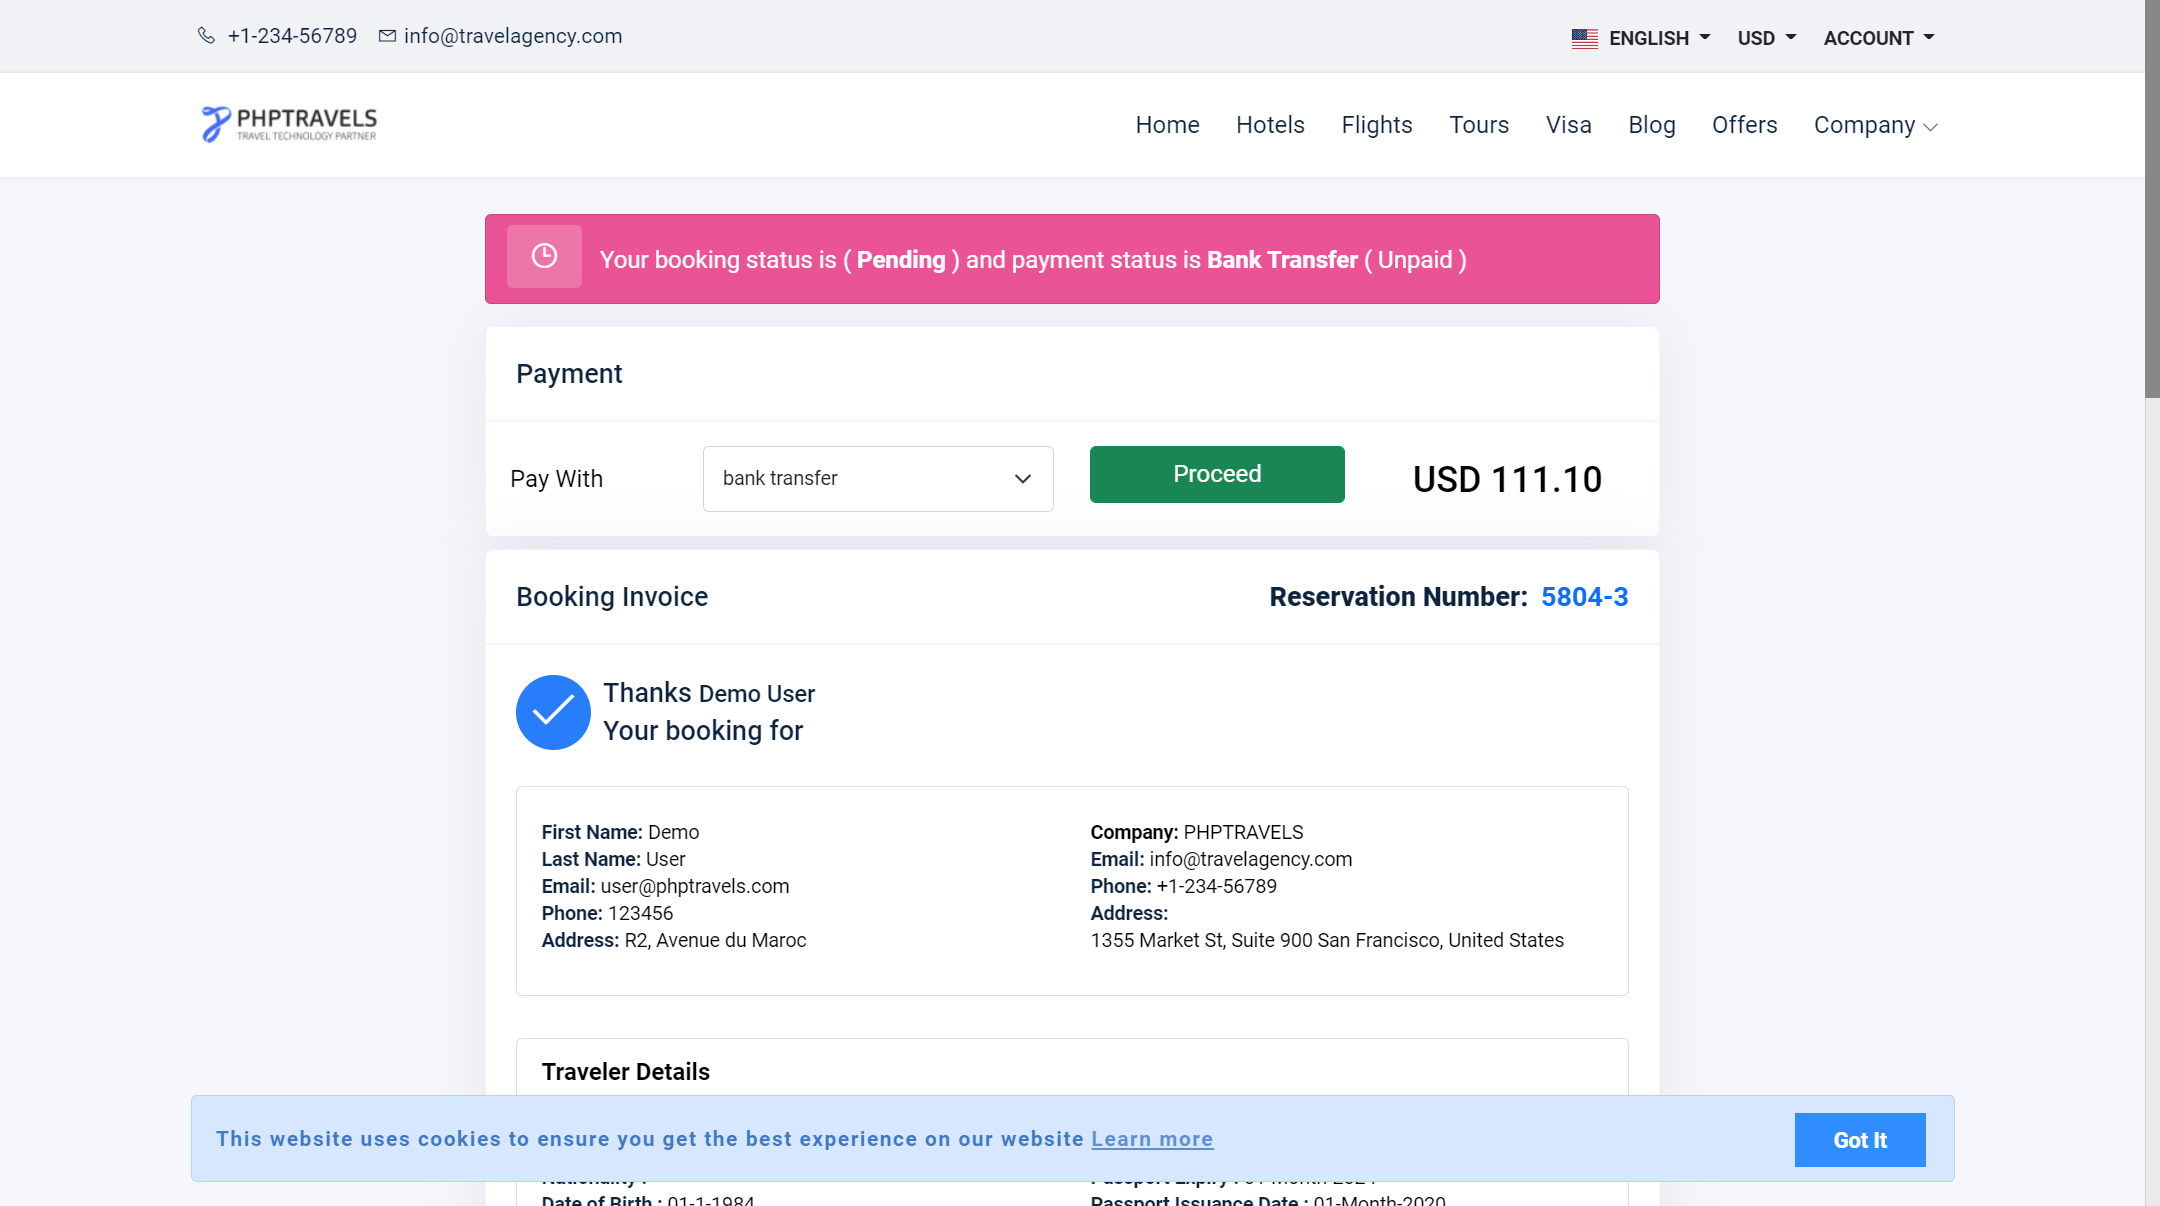 +1-234-56789 info@travelagency.com ENGLISH USD ACCOUNT
PHPTRAVELS
TRAVEL TECHNOLOGY PARTNER
Home Hotels Flights Tours Visa Blog Offers Company
Your booking status is ( Pending ) and payment status is Bank Transfer ( Unpaid )
Payment
Pay With bank transfer Proceed USD 111.10
Booking Invoice Reservation Number: 5804-3
Thanks Demo User
Your booking for
First Name: Demo
Last Name: User
Email: user@phptravels.com
Phone: 123456
Address: R2, Avenue du Maroc
Company: PHPTRAVELS
Email: info@travelagency.com
Phone: +1-234-56789
Address:
1355 Market St, Suite 900 San Francisco, United States
Traveler Details
This website uses cookies to ensure you get the best experience on our website Learn more
Got It
Date of Birth : 01-1-1984
Passport Issuance Date : 01-Month-2020